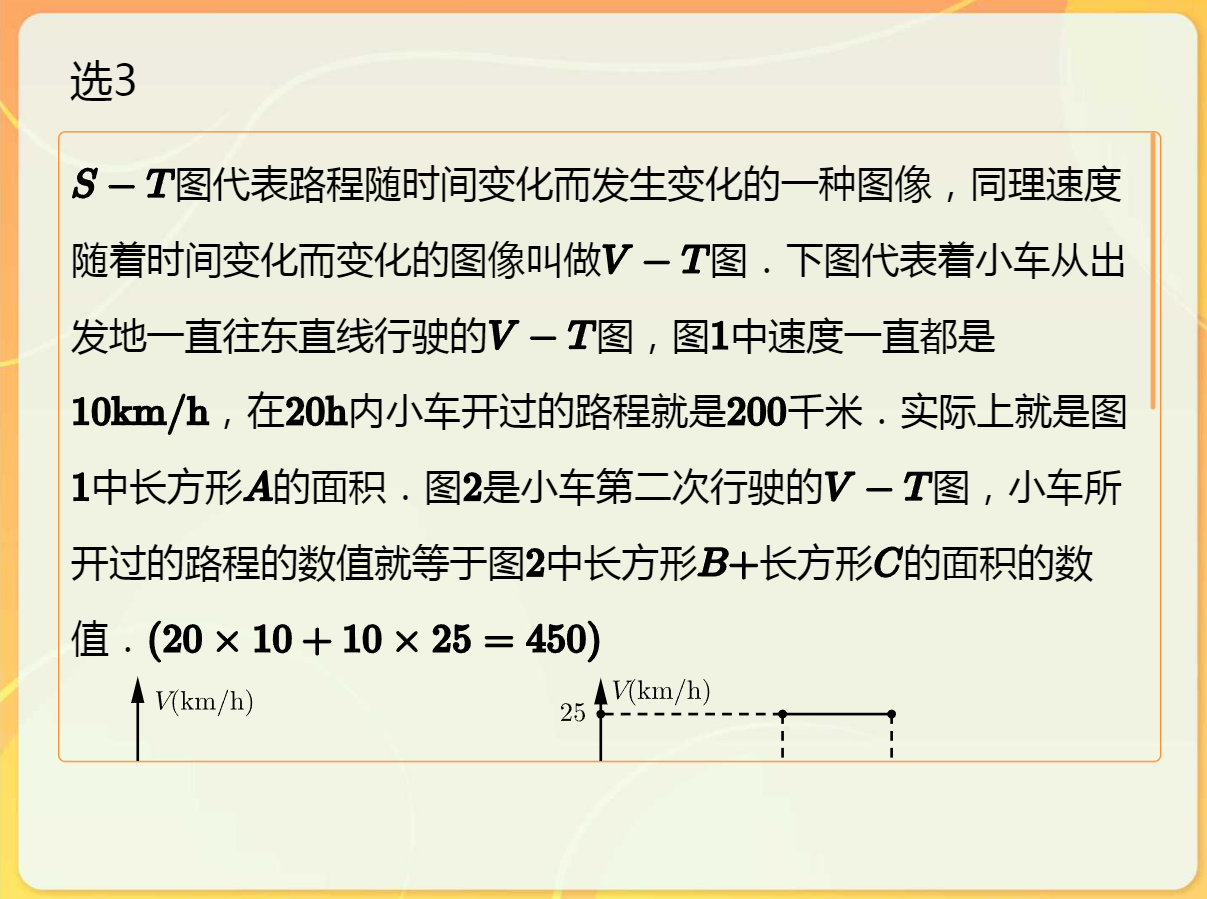 选3
S－T图代表路程随时间变化而发生变化的一种图像，同理速度
随着时间变化而变化的图像叫做V－T图．下图代表着小车从出
发地一直往东直线行驶的V－T图，图1中速度一直都是
10km/h，在20h内小车开过的路程就是200千米．实际上就是图
1中长方形A的面积．图2是小车第二次行驶的V－T图，小车所
开过的路程的数值就等于图2中长方形B+长方形C的面积的数
值．(20 × 10 + 10 × 25 = 450)
V(km/h)
V(km/h)
25